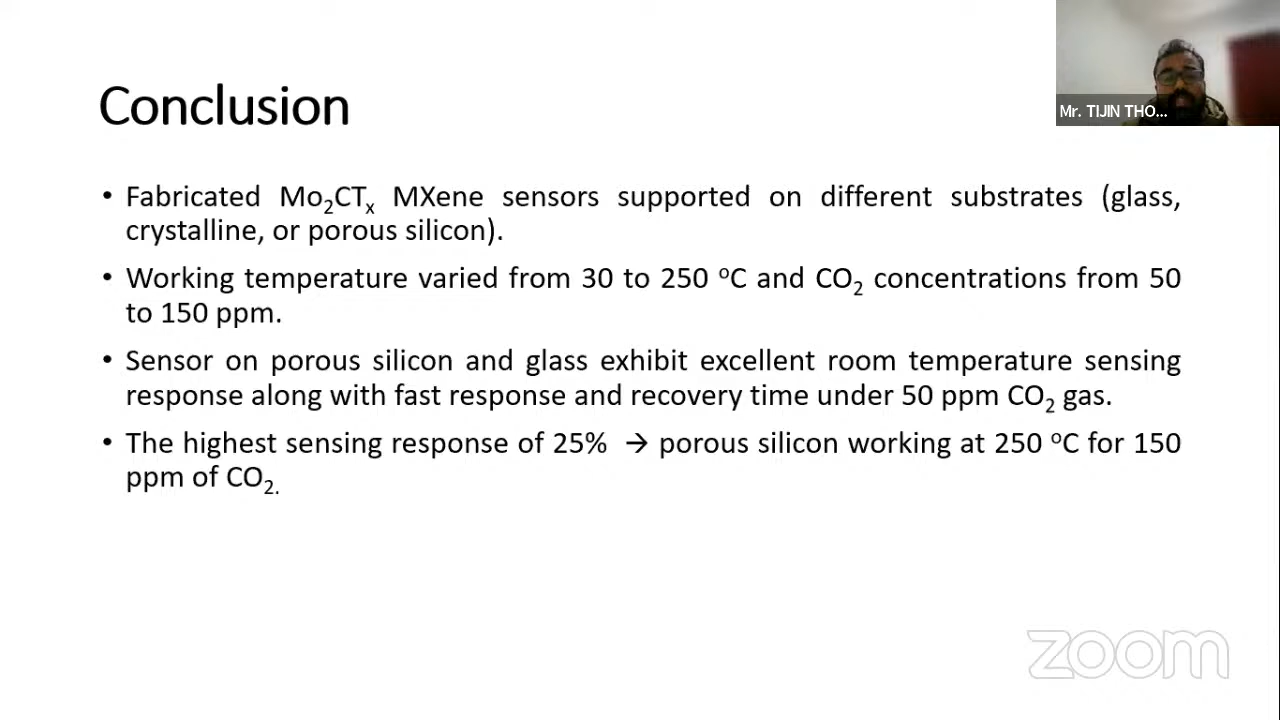 Conclusion
Mr. TIJIN THO...
• Fabricated Mo₂CTₓ MXene sensors supported on different substrates (glass,
crystalline, or porous silicon).
• Working temperature varied from 30 to 250 ᵒC and CO₂ concentrations from 50
to 150 ppm.
• Sensor on porous silicon and glass exhibit excellent room temperature sensing
response along with fast response and recovery time under 50 ppm CO₂ gas.
• The highest sensing response of 25% → porous silicon working at 250 ᵒC for 150
ppm of CO₂.
zoom